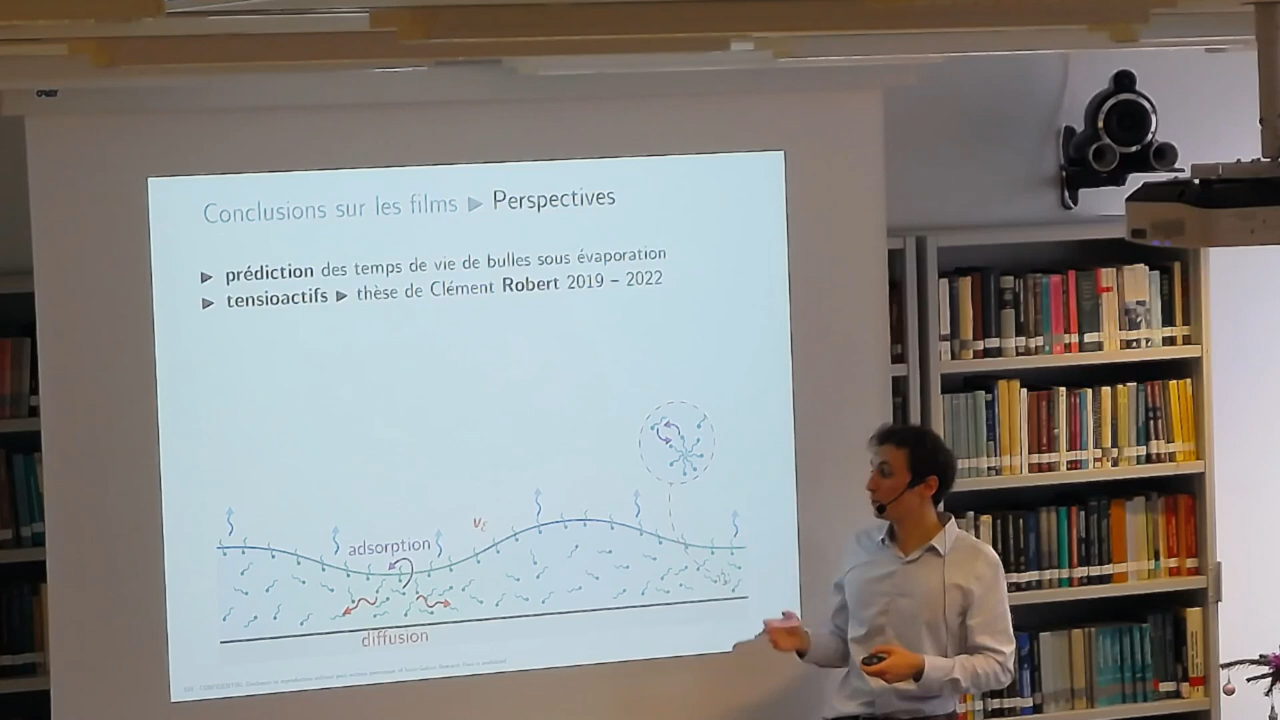 Conclusions sur les films ▶ Perspectives
▶ prédiction des temps de vie de bulles sous évaporation
▶ tensioactifs ▶ thèse de Clément Robert 2019 – 2022
adsorption
diffusion
CONFIDENTIAL